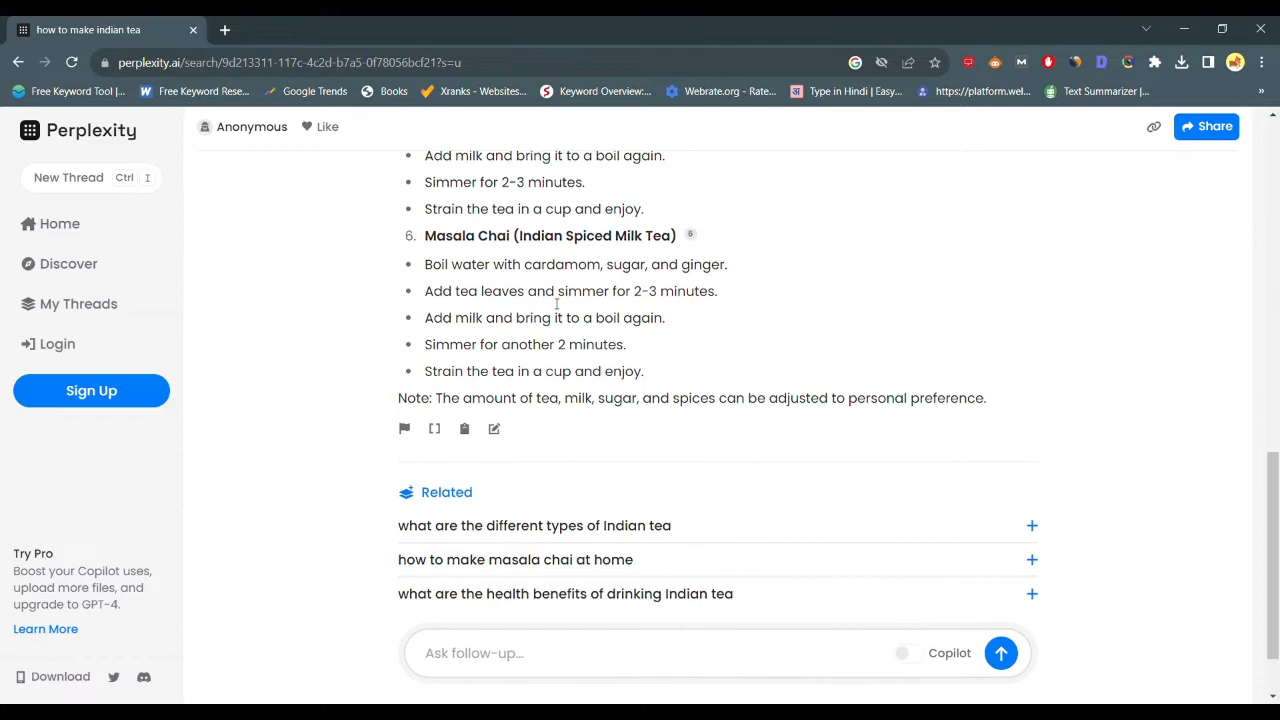 how to make indian tea
perplexity.ai/search/9d213311-117c-4c2d-b7a5-0f78056bcf21?s=u
Free Keyword Tool |... Free Keyword Rese... Google Trends Books Xranks - Websites... Keyword Overview:... Webrate.org - Rate... Type in Hindi | Easy... https://platform.wel... Text Summarizer |... »
Perplexity
New Thread Ctrl I
Home
Discover
My Threads
Login
Sign Up
Try Pro
Boost your Copilot uses,
upload more files, and
upgrade to GPT-4.
Learn More
Download
Anonymous Like
Share
• Add milk and bring it to a boil again.
• Simmer for 2-3 minutes.
• Strain the tea in a cup and enjoy.
6. Masala Chai (Indian Spiced Milk Tea) 6
• Boil water with cardamom, sugar, and ginger.
• Add tea leaves and simmer for 2-3 minutes.
• Add milk and bring it to a boil again.
• Simmer for another 2 minutes.
• Strain the tea in a cup and enjoy.
Note: The amount of tea, milk, sugar, and spices can be adjusted to personal preference.
Related
what are the different types of Indian tea
how to make masala chai at home
what are the health benefits of drinking Indian tea
Ask follow-up...
Copilot